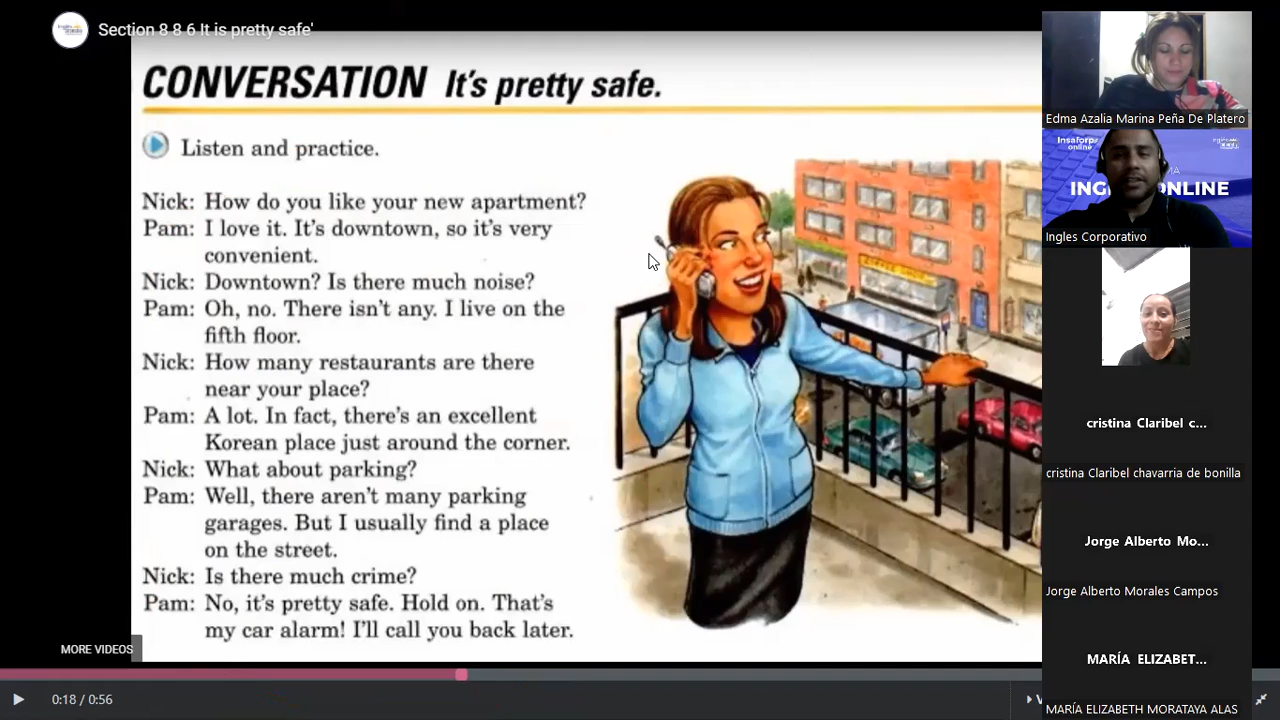 Section 8 8 6 It is pretty safe'
CONVERSATION It's pretty safe.
Listen and practice.
Nick: How do you like your new apartment?
Pam: I love it. It's downtown, so it's very
convenient.
Nick: Downtown? Is there much noise?
Pam: Oh, no. There isn't any. I live on the
fifth floor.
Nick: How many restaurants are there
near your place?
Pam: A lot. In fact, there's an excellent
Korean place just around the corner.
Nick: What about parking?
Pam: Well, there aren't many parking
garages. But I usually find a place
on the street.
Nick: Is there much crime?
Pam: No, it's pretty safe. Hold on. That's
my car alarm! I'll call you back later.
MORE VIDEOS
0:18 / 0:56
Edma Azalia Marina Peña De Platero
Insaforp
online
Ingles Corporativo
cristina Claribel c...
cristina Claribel chavarria de bonilla
Jorge Alberto Mo...
Jorge Alberto Morales Campos
MARÍA ELIZABET...
MARÍA ELIZABETH MORATAYA ALAS